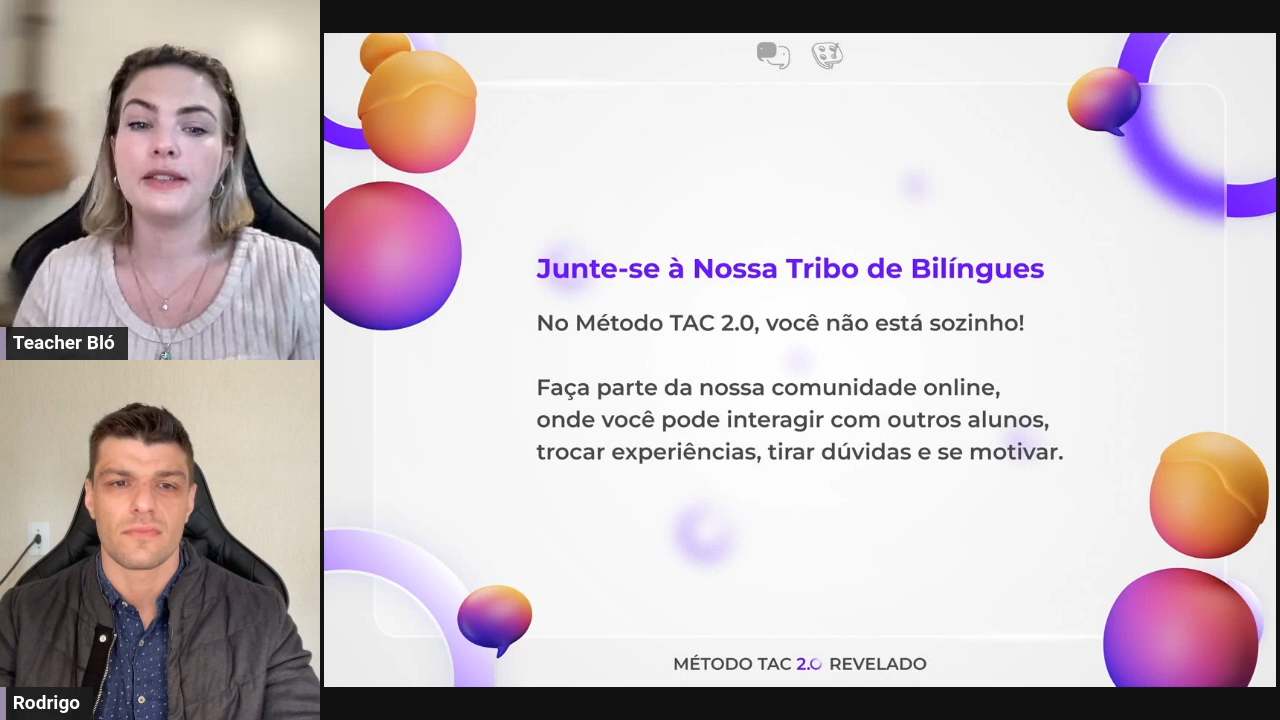 Teacher Bló
Rodrigo
Junte-se à Nossa Tribo de Bilíngues
No Método TAC 2.0, você não está sozinho!
Faça parte da nossa comunidade online,
onde você pode interagir com outros alunos,
trocar experiências, tirar dúvidas e se motivar.
MÉTODO TAC 2.0 REVELADO